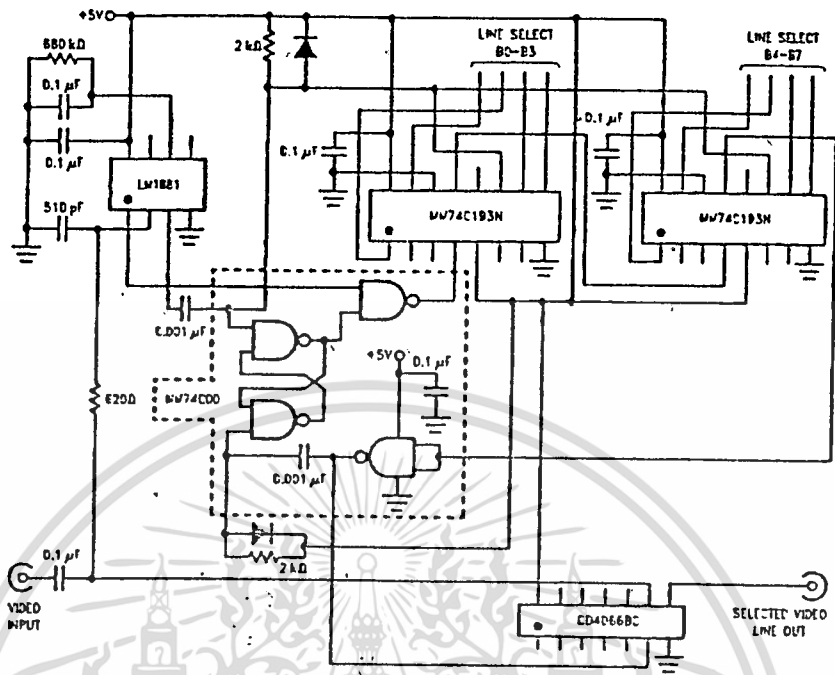 +5V
680 kΩ
0.1 µF
0.1 µF
LM1881
510 pF
2 kΩ
LINE SELECT
B0-B3
LINE SELECT
B4-B7
0.1 µF
0.1 µF
MM74C193N
MM74C193N
0.001 µF
+5V
0.1 µF
MM74C00
620Ω
0.001 µF
2 kΩ
0.1 µF
VIDEO
INPUT
CD4066BC
SELECTED VIDEO
LINE OUT